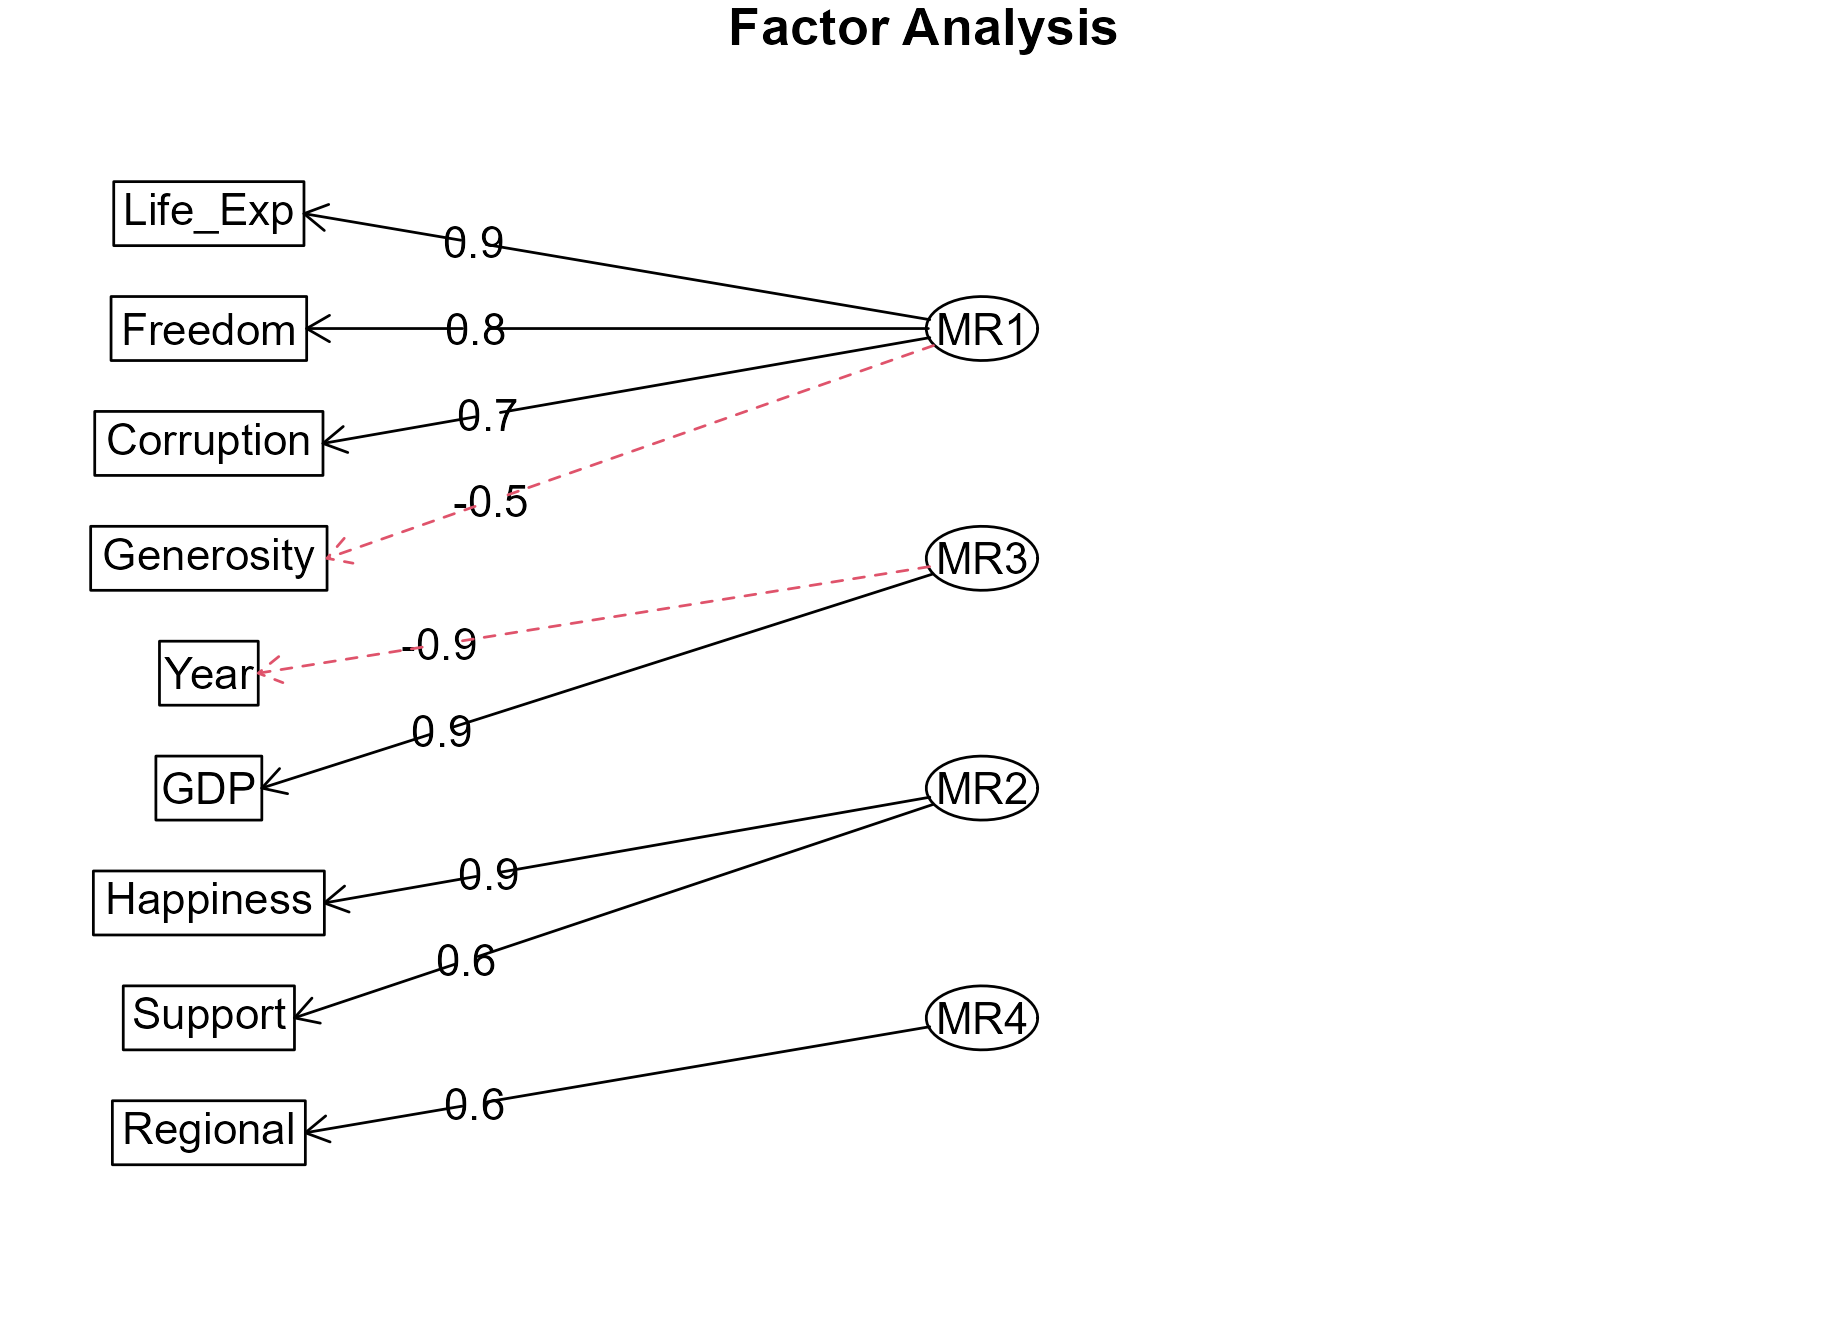 Factor Analysis
Life_Exp
0.9
Freedom
0.8
MR1
Corruption
0.7
Generosity
-0.5
MR3
Year
-0.9
GDP
0.9
MR2
Happiness
0.9
Support
0.6
MR4
Regional
0.6